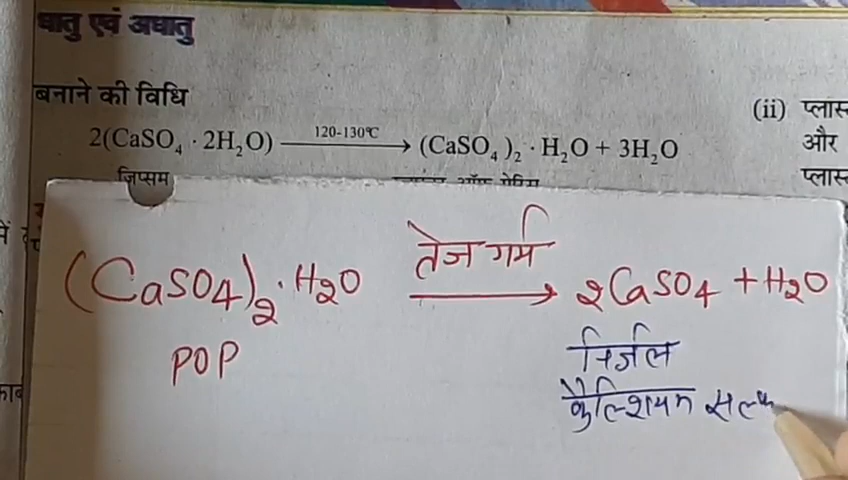 धातु एवं अधातु
बनाने की विधि
2(CaSO₄ · 2H₂O) 120-130℃ → (CaSO₄)₂ · H₂O + 3H₂O
जिप्सम
(ii) प्लास
और
प्लास
(CaSO4)₂ · H2O तेज गर्म → 2CaSO4 + H2O
POP
निर्जल
कैल्शियम सल्फ